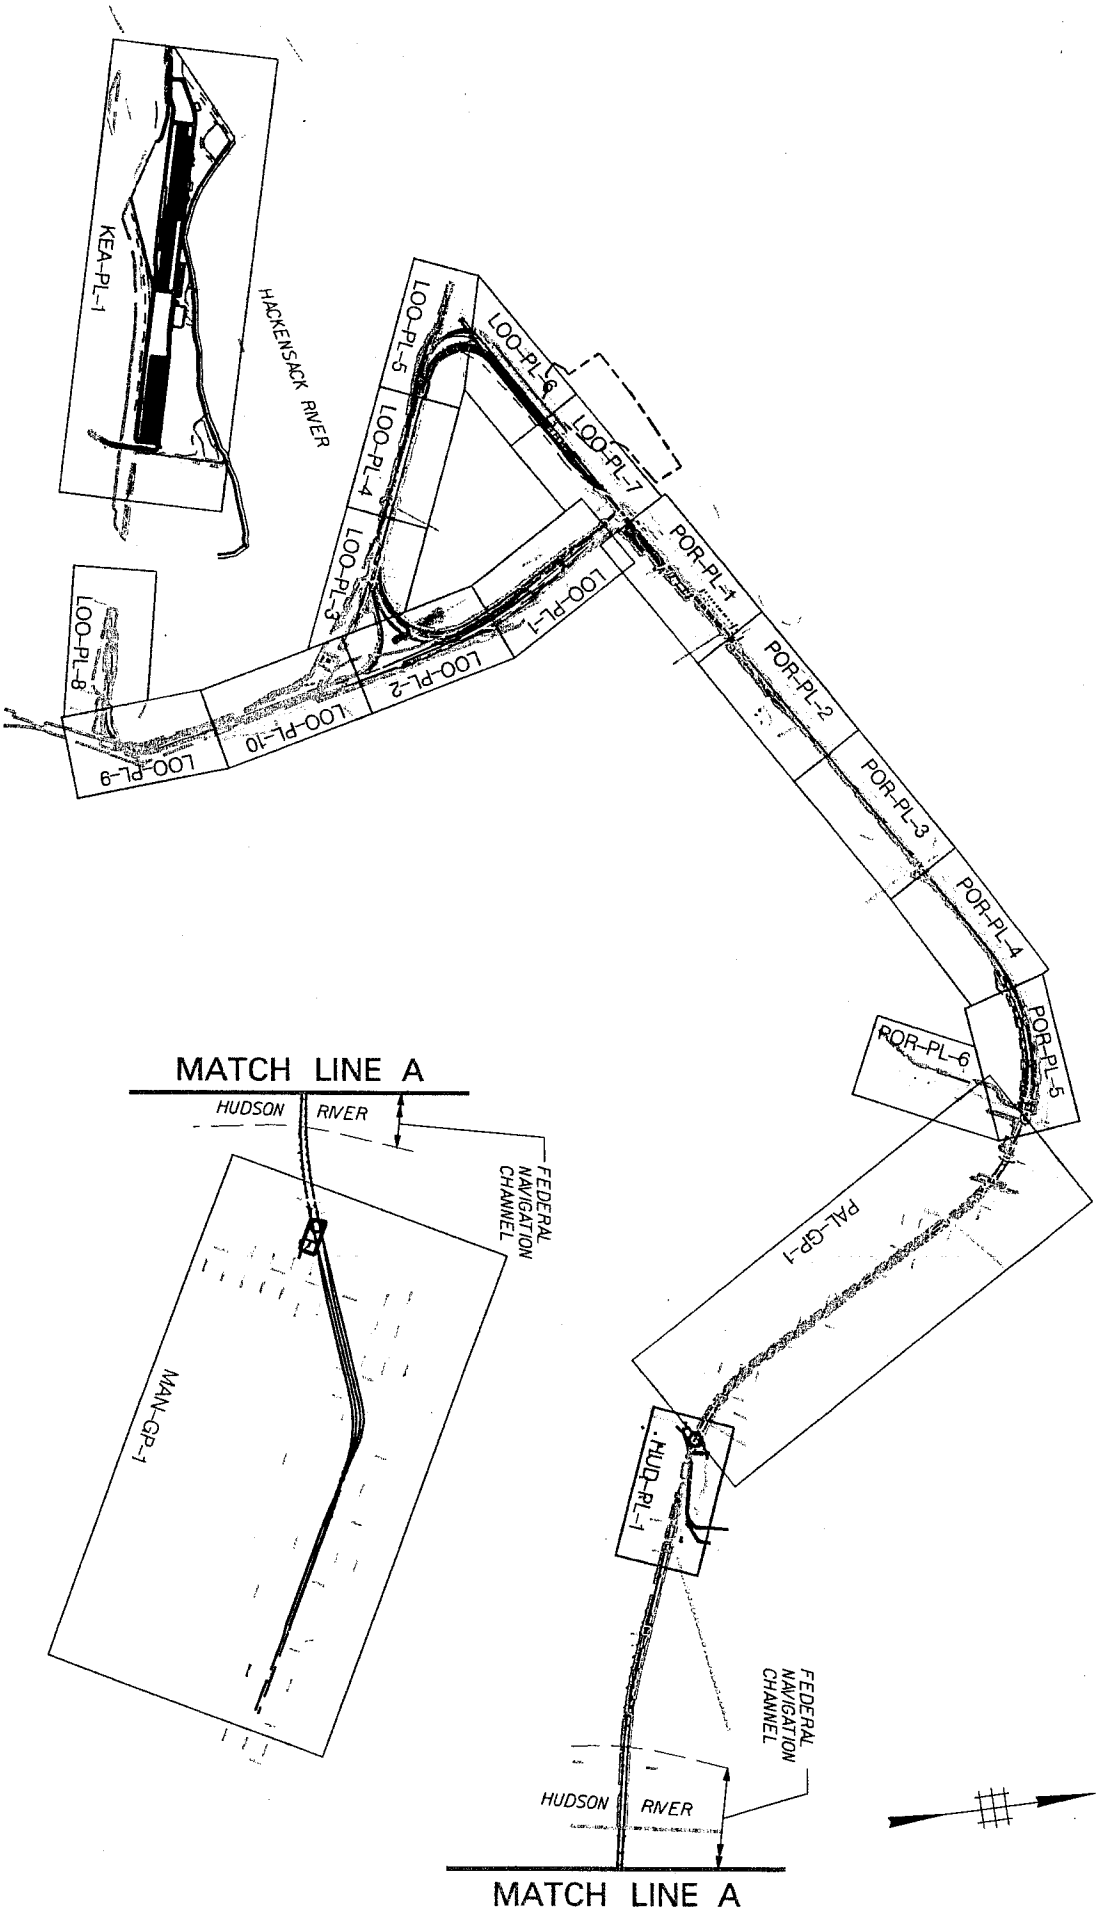 KEA-PL-1
HACKENSACK RIVER
LOO-PL-5
LOO-PL-6
LOO-PL-4
LOO-PL-7
LOO-PL-3
LOO-PL-1
LOO-PL-2
LOO-PL-8
LOO-PL-10
LOO-PL-9
POR-PL-1
POR-PL-2
POR-PL-3
POR-PL-4
POR-PL-5
POR-PL-6
PAL-GP-1
HUD-PL-1
MATCH LINE A
HUDSON RIVER
FEDERAL
NAVIGATION
CHANNEL
MAN-GP-1
FEDERAL
NAVIGATION
CHANNEL
HUDSON RIVER
MATCH LINE A